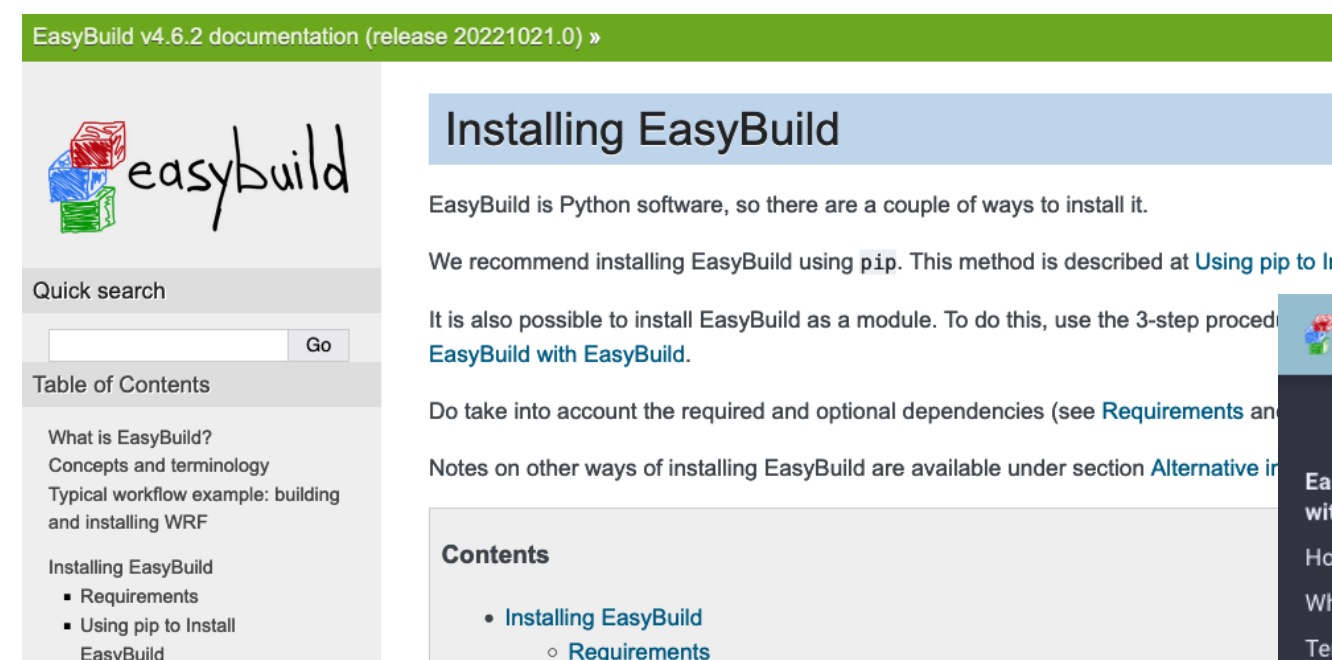 EasyBuild v4.6.2 documentation (release 20221021.0) »
easybuild
Quick search
Go
Table of Contents
What is EasyBuild?
Concepts and terminology
Typical workflow example: building
and installing WRF
Installing EasyBuild
Requirements
Using pip to Install
EasyBuild
Installing EasyBuild
EasyBuild is Python software, so there are a couple of ways to install it.
We recommend installing EasyBuild using pip. This method is described at Using pip to
It is also possible to install EasyBuild as a module. To do this, use the 3-step
EasyBuild with EasyBuild.
Do take into account the required and optional dependencies (see Requirements
Notes on other ways of installing EasyBuild are available under section Alternative
Contents
Installing EasyBuild
Requirements